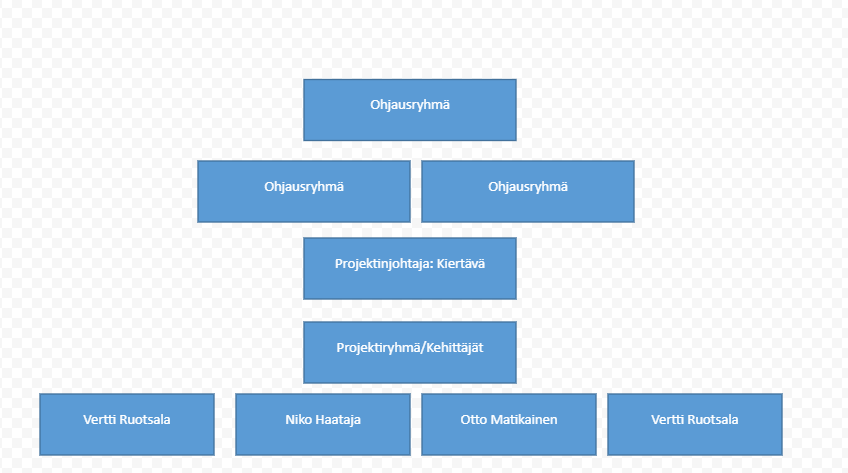 Ohjausryhmä
Ohjausryhmä
Ohjausryhmä
Projektinjohtaja: Kiertävä
Projektiryhmä/Kehittäjät
Vertti Ruotsala
Niko Haataja
Otto Matikainen
Vertti Ruotsala